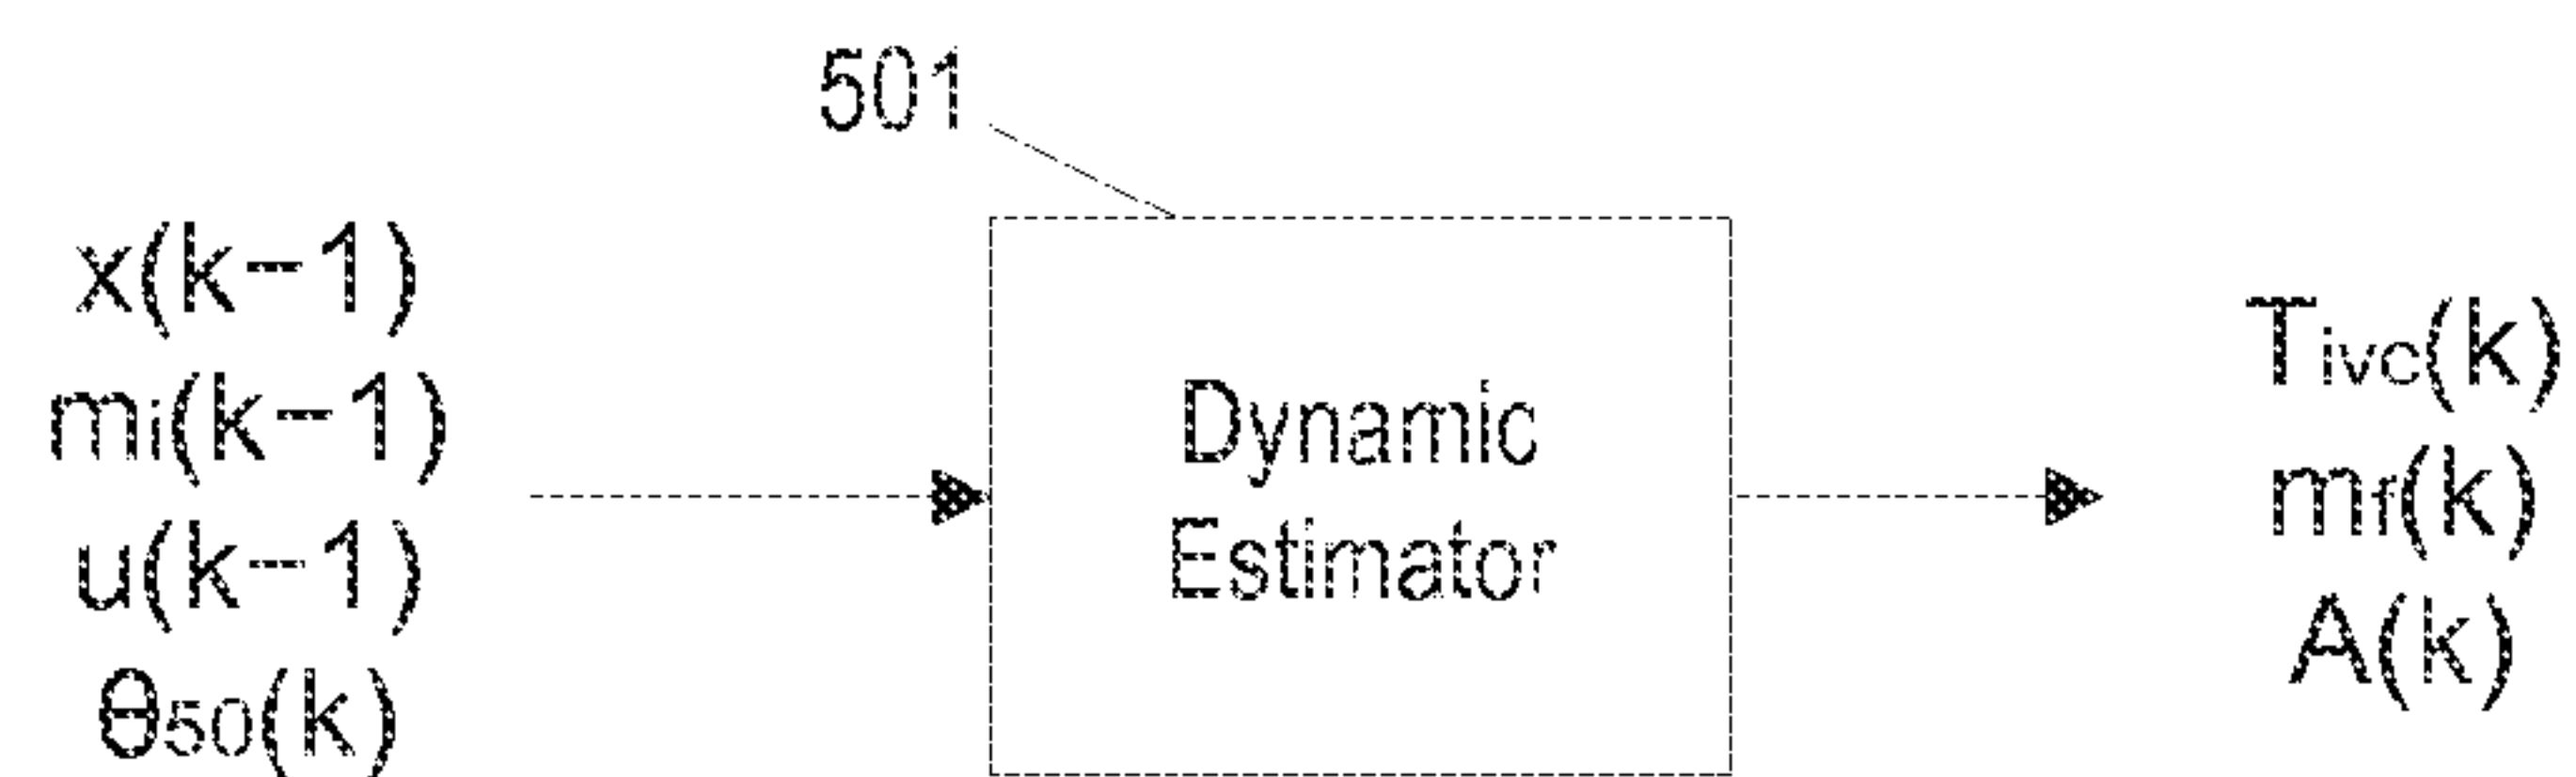 501
x(k-1)
mi(k-1)
u(k-1)
θ50(k)
Dynamic
Estimator
Tivc(k)
mf(k)
A(k)